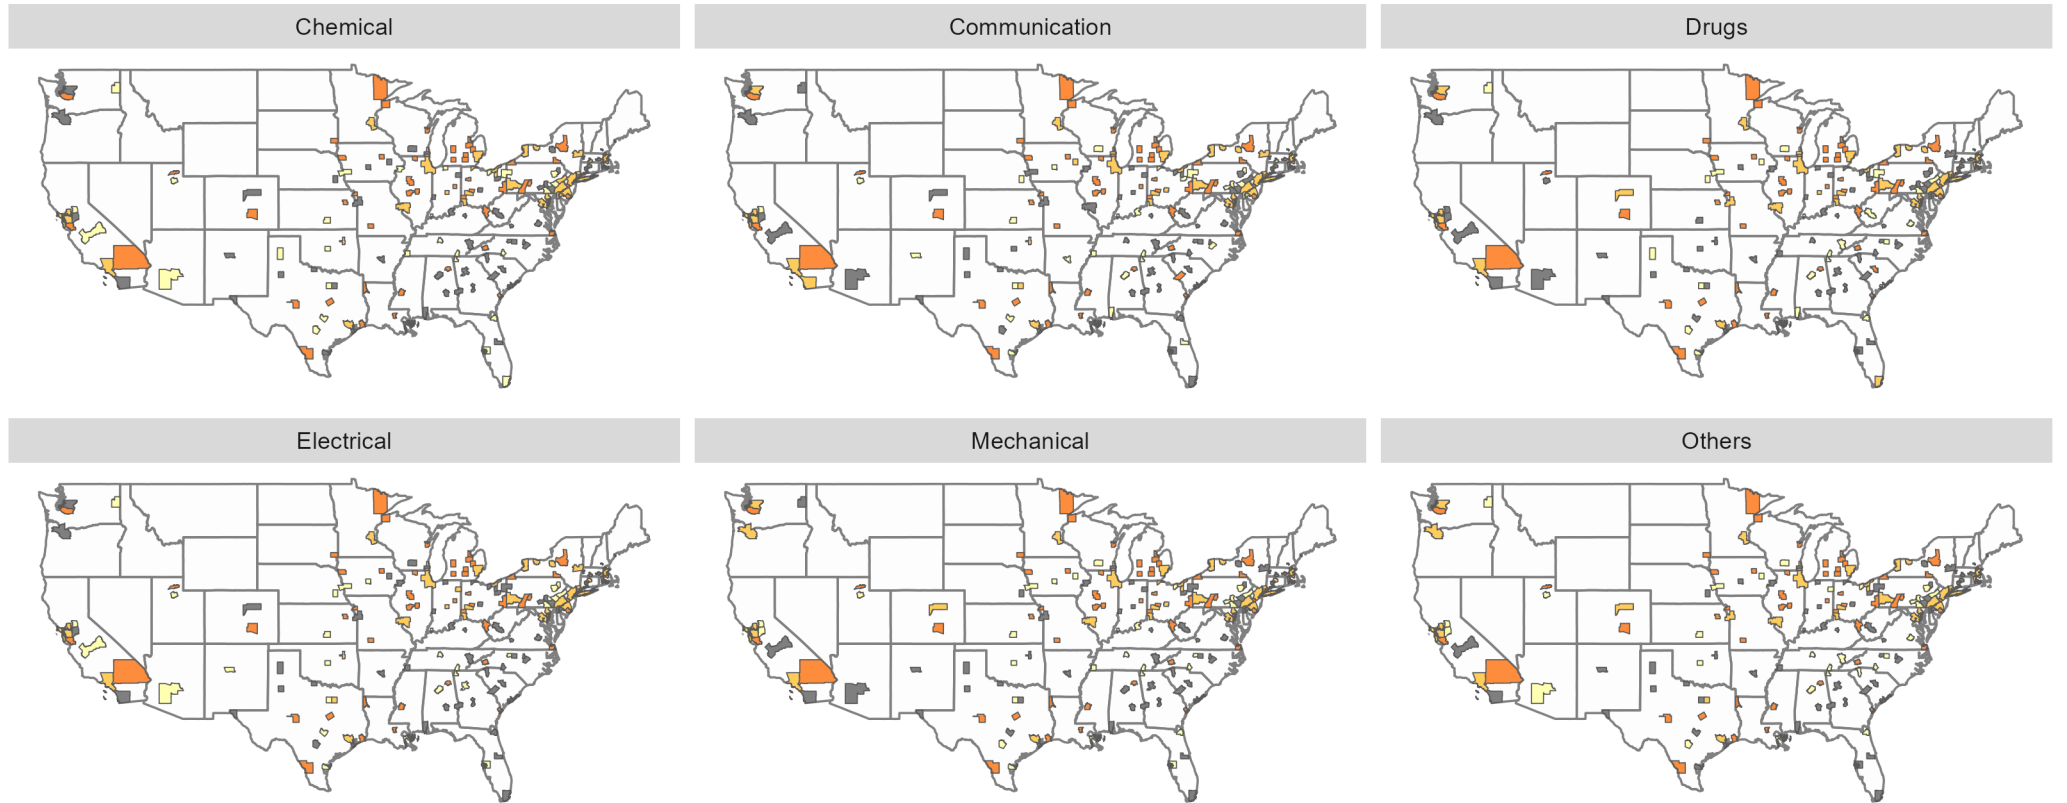 Chemical
Communication
Drugs
Electrical
Mechanical
Others